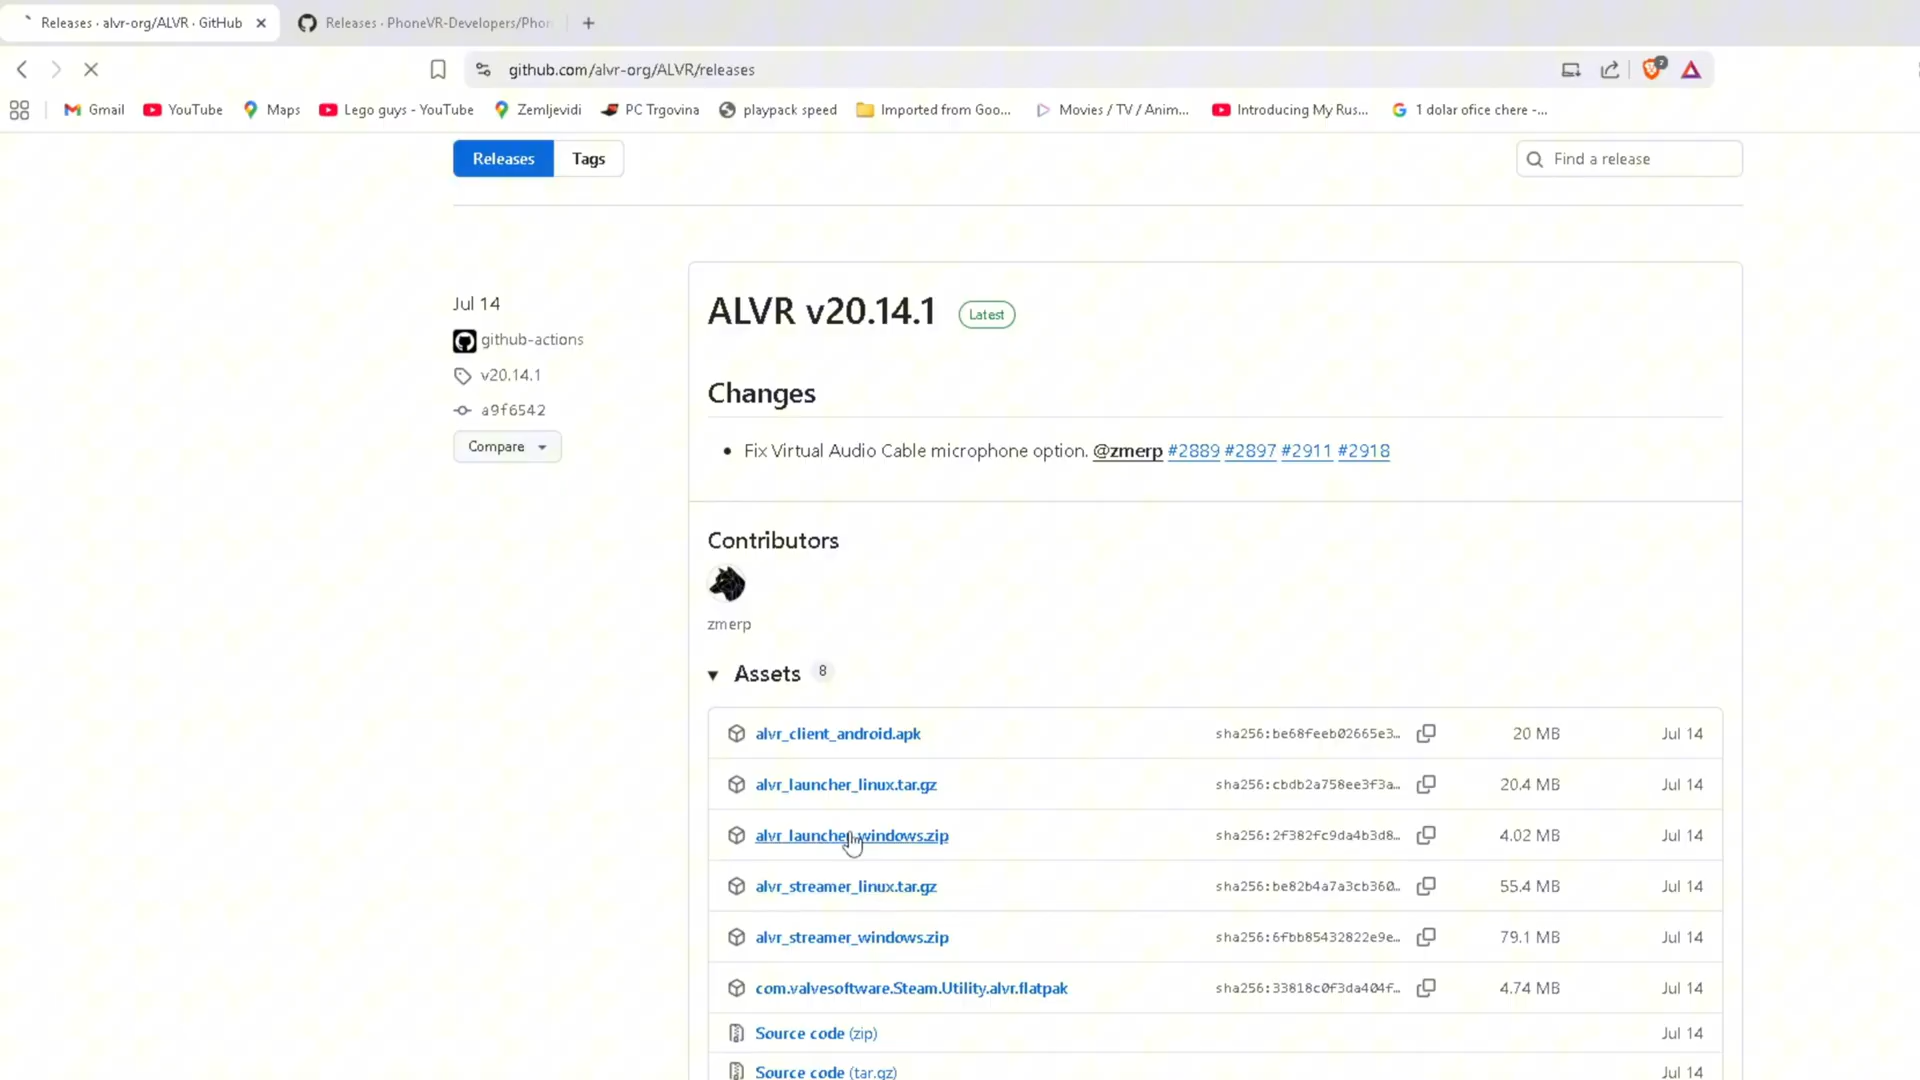 Releases · alvr-org/ALVR · GitHub
Releases · PhoneVR-Developers/Phon
github.com/alvr-org/ALVR/releases
2
Gmail
YouTube
Maps
Lego guys - YouTube
Zemljevidi
PC Trgovina
playpack speed
Imported from Goo...
Movies / TV / Anim...
Introducing My Rus...
1 dolar ofice chere -...
Releases
Tags
Find a release
Jul 14
github-actions
v20.14.1
a9f6542
Compare
ALVR v20.14.1 Latest
Changes
Fix Virtual Audio Cable microphone option. @zmerp #2889 #2897 #2911 #2918
Contributors
zmerp
Assets 8
alvr_client_android.apk sha256:be68feeb02665e3... 20 MB Jul 14
alvr_launcher_linux.tar.gz sha256:cbdb2a758ee3f3a... 20.4 MB Jul 14
alvr_launcher_windows.zip sha256:2f382fc9da4b3d8... 4.02 MB Jul 14
alvr_streamer_linux.tar.gz sha256:be82b4a7a3cb360... 55.4 MB Jul 14
alvr_streamer_windows.zip sha256:6fbb85432822e9e... 79.1 MB Jul 14
com.valvesoftware.Steam.Utility.alvr.flatpak sha256:33818c0f3da404f... 4.74 MB Jul 14
Source code (zip) Jul 14
Source code (tar.gz) Jul 14